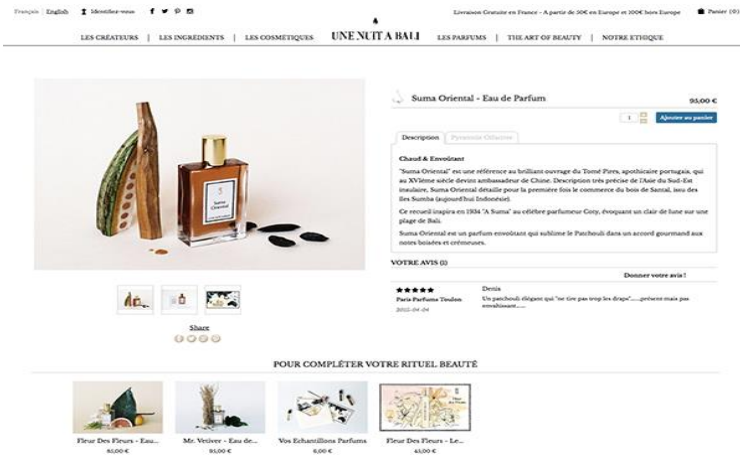 Français | English
Identifiez-vous
Livraison Gratuite en France - A partir de 50€ en Europe et 100€ hors Europe
Panier (0)
LES CRÉATEURS | LES INGRÉDIENTS | LES COSMÉTIQUES
UNE NUIT A BALI
LES PARFUMS | THE ART OF BEAUTY | NOTRE ETHIQUE
Suma Oriental
Suma Oriental - Eau de Parfum
95,00 €
1
Ajouter au panier
Description
Pyramide Olfactive
Chaud & Envoûtant
"Suma Oriental" est une référence au brilliant ouvrage du Tomé Pires, apothicaire portugais, qui
au XVIème siècle devint ambassadeur de Chine. Description très précise de l'Asie du Sud-Est
insulaire, Suma Oriental détaille pour la première fois le commerce du bois de Santal, issu des
îles Sumba (aujourd'hui Indonésie).
Ce recueil inspira en 1934 "A Suma" au célèbre parfumeur Coty, évoquant un clair de lune sur une
plage de Bali.
Suma Oriental est un parfum envoûtant qui sublime le Patchouli dans un accord gourmand aux
notes boisées et crémeuses.
VOTRE AVIS (1)
Donner votre avis !
Denis
Paris Parfums Toulon
Un patchouli élégant qui "ne tire pas trop les draps"......présent mais pas
envahissant......
Share
POUR COMPLÉTER VOTRE RITUEL BEAUTÉ
Fleur Des Fleurs - Eau...
Mr. Vetiver - Eau de...
Vos Echantillons Parfums
Fleur Des Fleurs - Le...
95,00 €